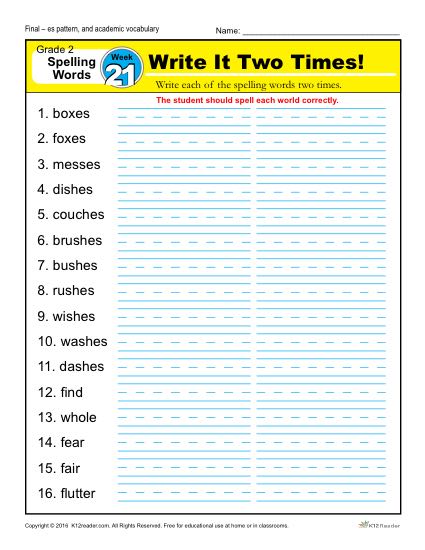 Final – es pattern, and academic vocabulary
Name: ____________________________
Grade 2
Spelling
Words
Week
21
Write It Two Times!
Write each of the spelling words two times.
The student should spell each world correctly.
1. boxes
2. foxes
3. messes
4. dishes
5. couches
6. brushes
7. bushes
8. rushes
9. wishes
10. washes
11. dashes
12. find
13. whole
14. fear
15. fair
16. flutter
Copyright © 2016 K12reader.com. All Rights Reserved. Free for educational use at home or in classrooms.
K12Reader